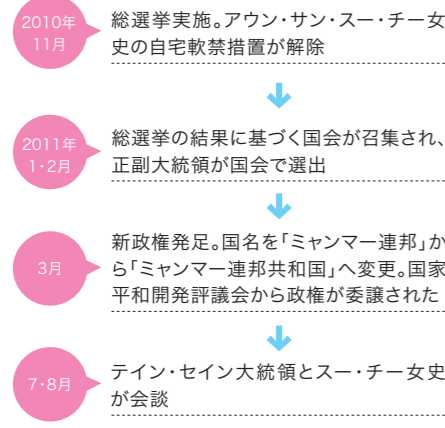 2010年
11月
総選挙実施。アウン・サン・スー・チー女
史の自宅軟禁措置が解除
2011年
1・2月
総選挙の結果に基づく国会が召集され、
正副大統領が国会で選出
3月
新政権発足。国名を「ミャンマー連邦」か
ら「ミャンマー連邦共和国」へ変更。国家
平和開発評議会から政権が委譲された
7・8月
テイン・セイン大統領とスー・チー女史
が会談